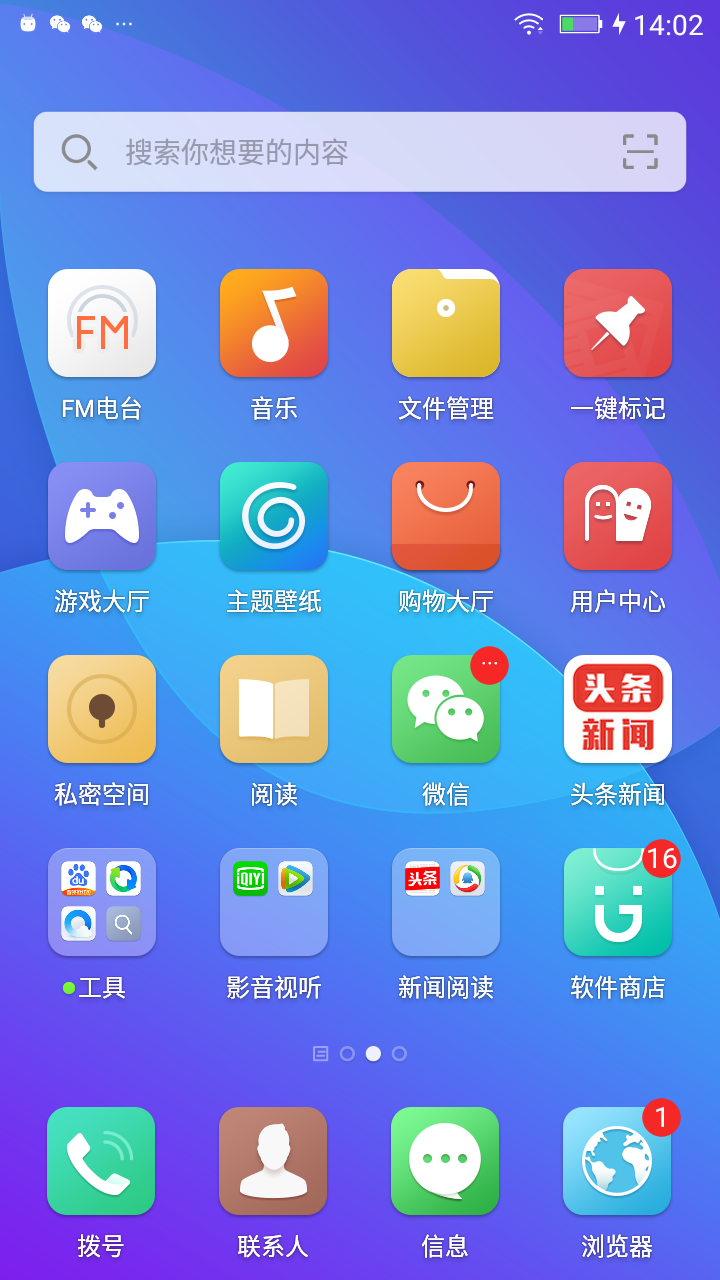 14:02
搜索你想要的内容
FM
FM电台 音乐 文件管理 一键标记
游戏大厅 主题壁纸 购物大厅 用户中心
头条
新闻
私密空间 阅读 微信 头条新闻
16
du iQIYI 头条
工具 影音视听 新闻阅读 软件商店
1
拨号 联系人 信息 浏览器